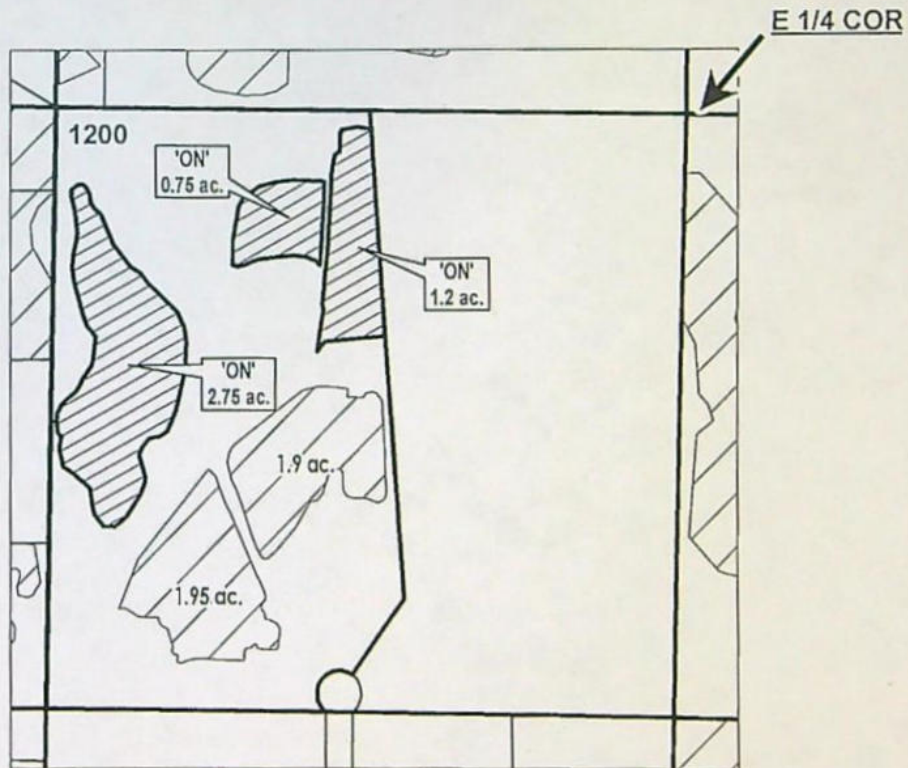 E 1/4 COR
1200
'ON'
0.75 ac.
'ON'
1.2 ac.
'ON'
2.75 ac.
1.9 ac.
1.95 ac.